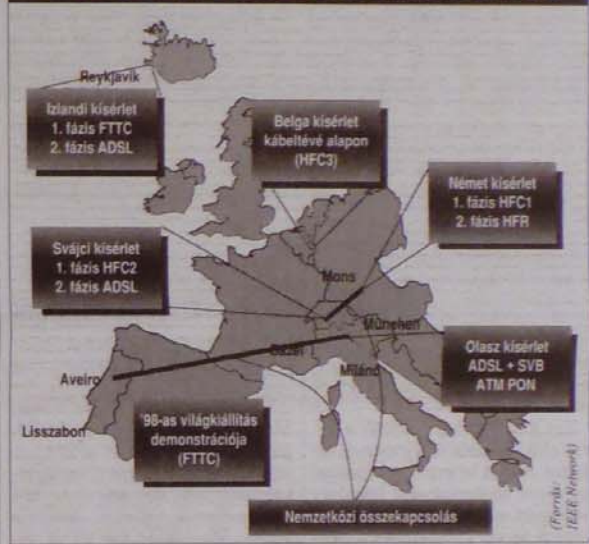 Reykjavik
Izlandi kísérlet
1. fázis FTTC
2. fázis ADSL
Belga kísérlet
kábeltévé alapon
(HFC3)
Német kísérlet
1. fázis HFC1
2. fázis HFR
Svájci kísérlet
1. fázis HFC2
2. fázis ADSL
Mons
München
Bázel
Milánó
Aveiro
Lisszabon
Olasz kísérlet
ADSL + SVB
ATM PON
'98-as világkiállítás
demonstrációja
(FTTC)
Nemzetközi összekapcsolás
(Forrás:
IEEE Network)